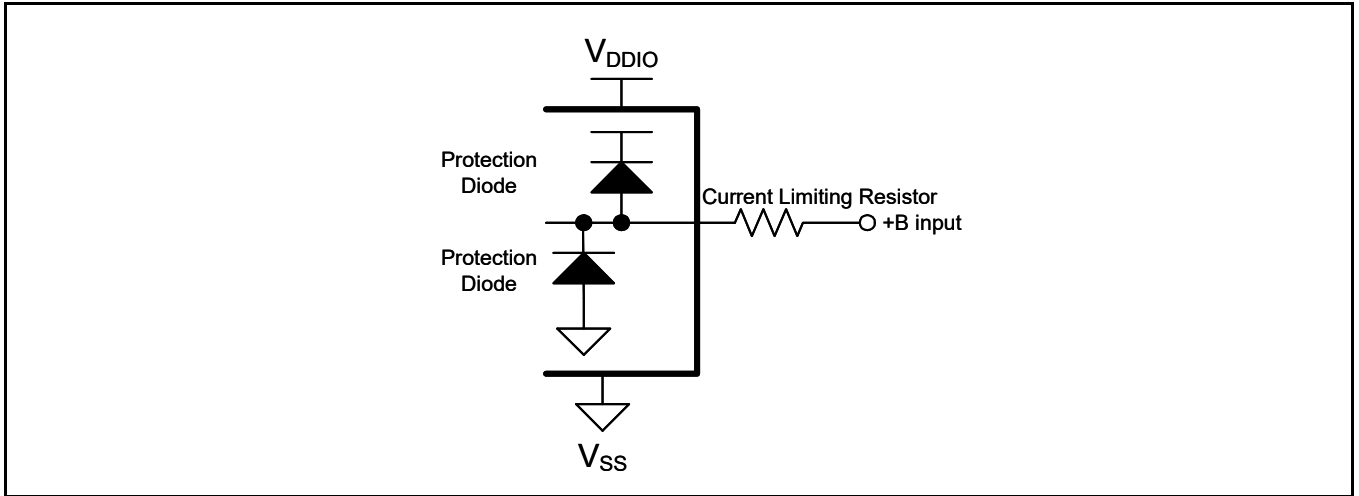 VDDIO
Protection
Diode
Current Limiting Resistor
+B input
Protection
Diode
VSS